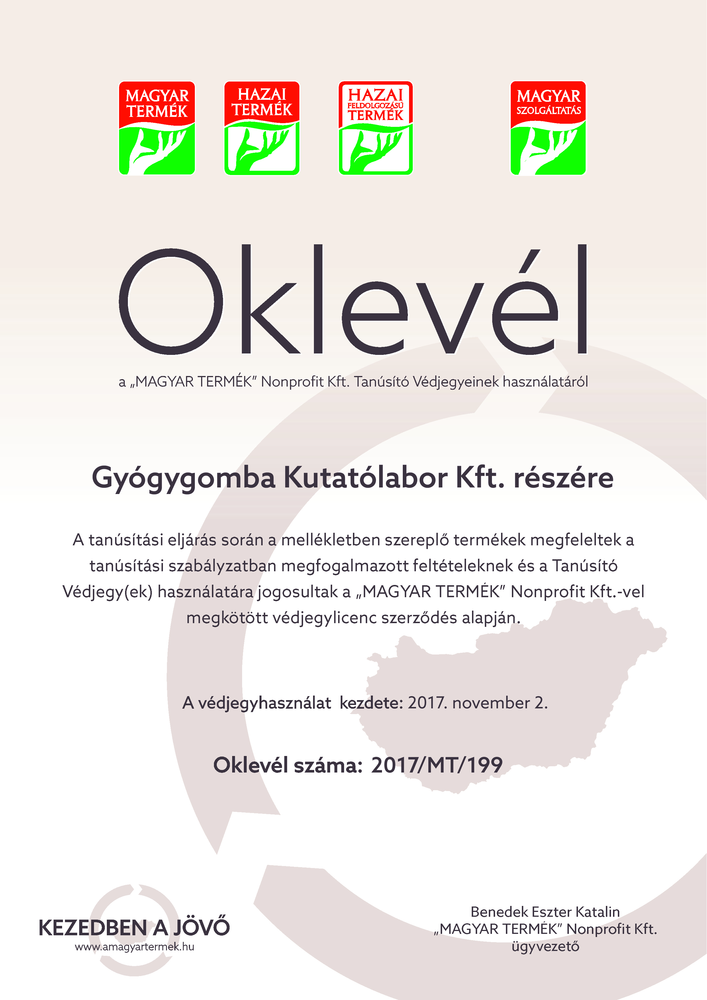 MAGYAR
TERMÉK
HAZAI
TERMÉK
HAZAI
FELDOLGOZÁSÚ
TERMÉK
MAGYAR
SZOLGÁLTATÁS
Oklevél
a „MAGYAR TERMÉK” Nonprofit Kft. Tanúsító Védjegyeinek használatáról
Gyógygomba Kutatólabor Kft. részére
A tanúsítási eljárás során a mellékletben szereplő termékek megfeleltek a
tanúsítási szabályzatban megfogalmazott feltételeknek és a Tanúsító
Védjegy(ek) használatára jogosultak a „MAGYAR TERMÉK” Nonprofit Kft.-vel
megkötött védjegylicenc szerződés alapján.
A védjegyhasználat kezdete: 2017. november 2.
Oklevél száma: 2017/MT/199
KEZEDBEN A JÖVŐ
www.amagyartermek.hu
Benedek Eszter Katalin
„MAGYAR TERMÉK” Nonprofit Kft.
ügyvezető